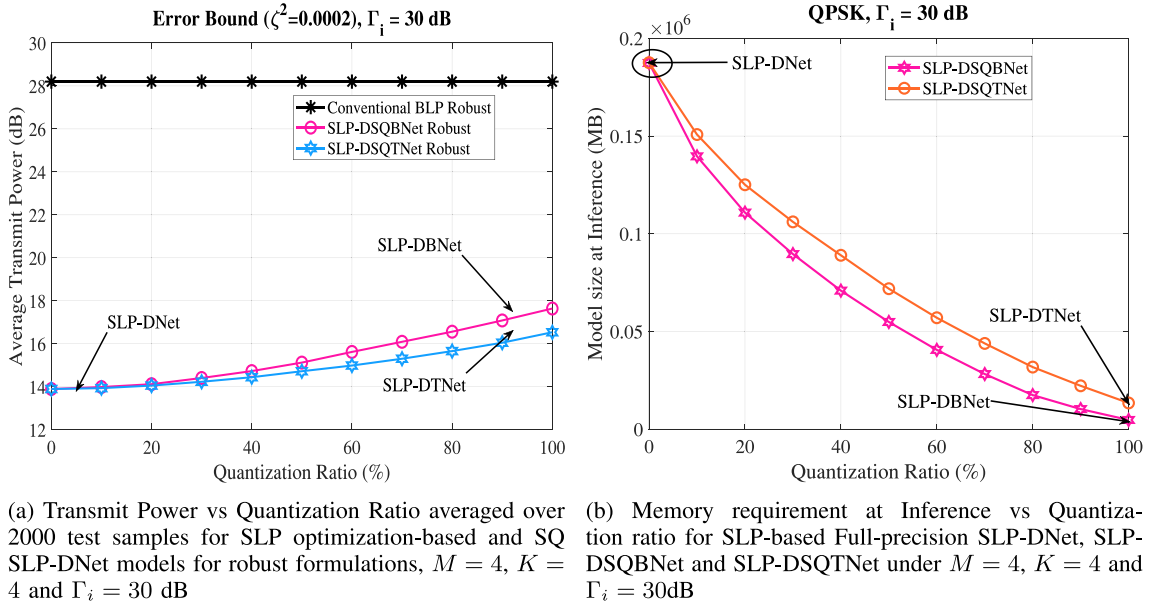 Error Bound (ζ²=0.0002), Γᵢ = 30 dB
30
28
26
24
22
20
18
16
14
12
Average Transmit Power (dB)
Conventional BLP Robust
SLP-DSQBNet Robust
SLP-DSQTNet Robust
SLP-DBNet
SLP-DNet
SLP-DTNet
0 20 40 60 80 100
Quantization Ratio (%)
(a) Transmit Power vs Quantization Ratio averaged over
2000 test samples for SLP optimization-based and SQ
SLP-DNet models for robust formulations, M = 4, K =
4 and Γᵢ = 30 dB
QPSK, Γᵢ = 30 dB
0.2
×10⁶
0.15
0.1
0.05
0
Model size at Inference (MB)
SLP-DNet
SLP-DSQBNet
SLP-DSQTNet
SLP-DTNet
SLP-DBNet
0 20 40 60 80 100
Quantization Ratio (%)
(b) Memory requirement at Inference vs Quantiza-
tion ratio for SLP-based Full-precision SLP-DNet, SLP-
DSQBNet and SLP-DSQTNet under M = 4, K = 4 and
Γᵢ = 30dB